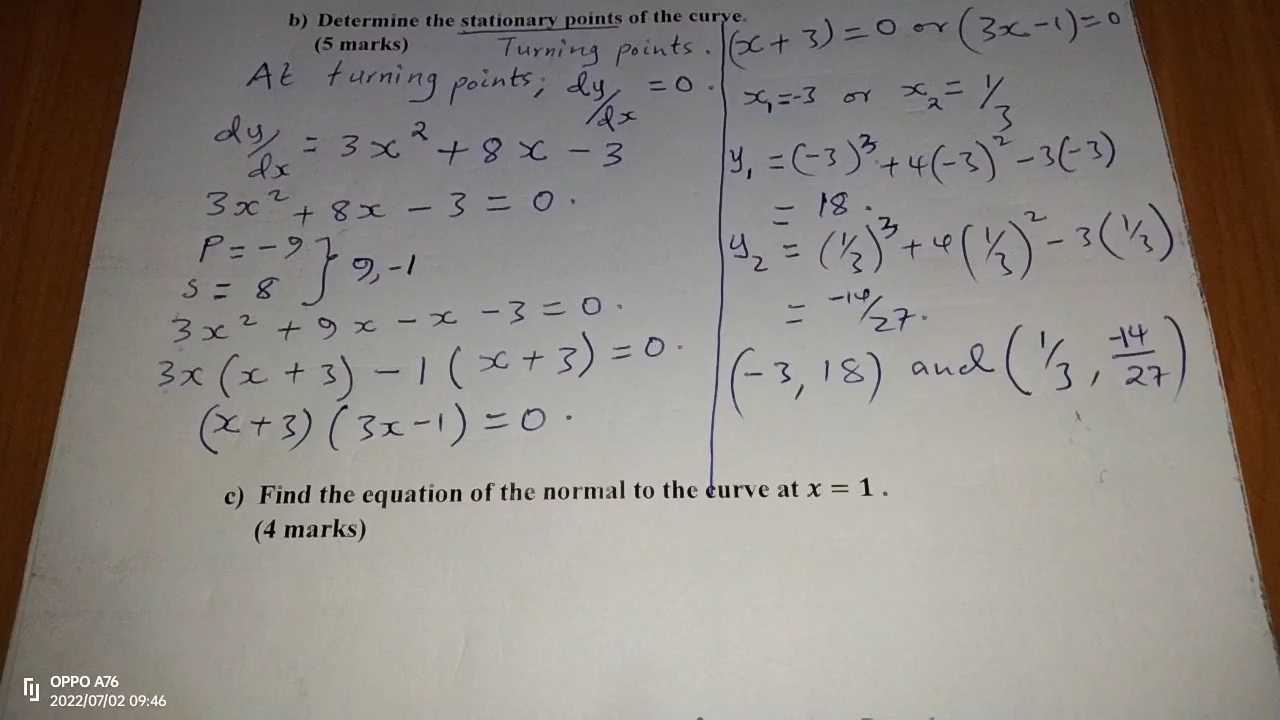 b) Determine the stationary points of the curve.
(5 marks)
Turning points.
At turning points; dy/dx = 0.
dy/dx = 3x² + 8x - 3
3x² + 8x - 3 = 0.
P = -9
S = 8 } 9, -1
3x² + 9x - x - 3 = 0.
3x(x + 3) - 1(x + 3) = 0.
(x + 3)(3x - 1) = 0.
(x + 3) = 0 or (3x - 1) = 0
x₁ = -3 or x₂ = 1/3
y₁ = (-3)³ + 4(-3)² - 3(-3)
= 18.
y₂ = (1/3)³ + 4(1/3)² - 3(1/3)
= -14/27.
(-3, 18) and (1/3, -14/27)
c) Find the equation of the normal to the curve at x = 1.
(4 marks)
OPPO A76
2022/07/02 09:46